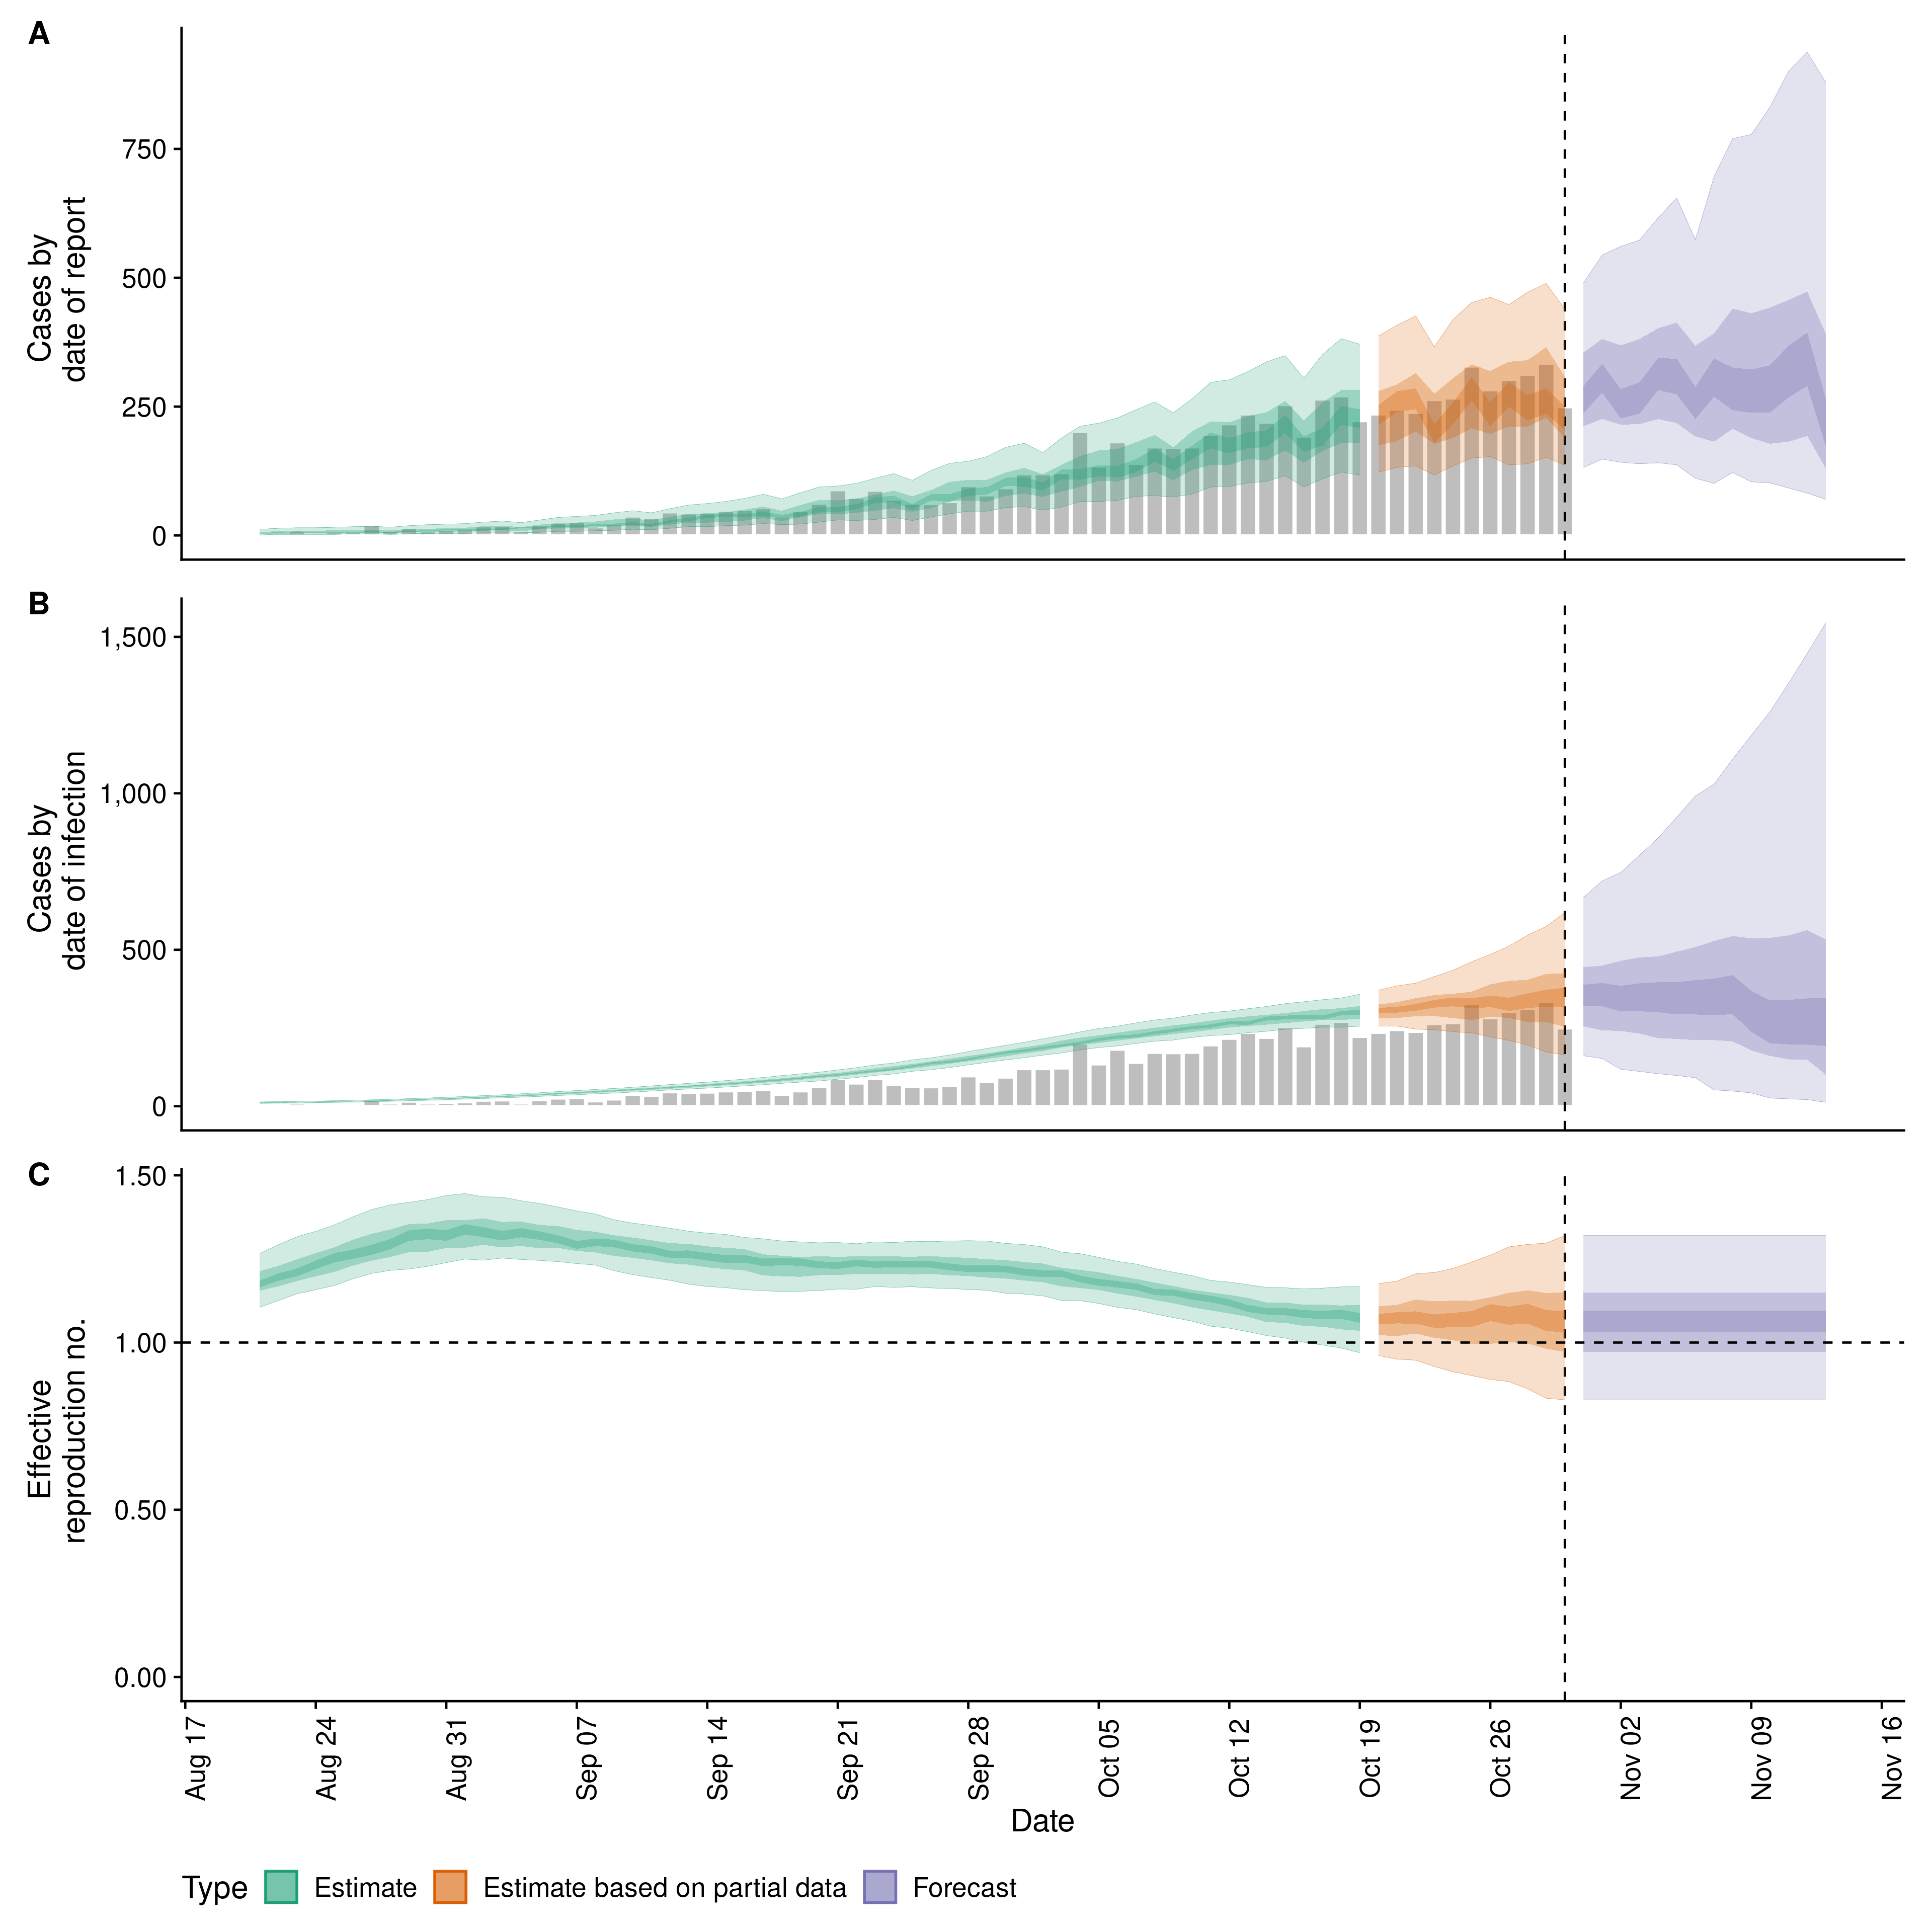 A
Cases by
date of report
750
500
250
0
B
Cases by
date of infection
1,500
1,000
500
0
C
Effective
reproduction no.
1.50
1.00
0.50
0.00
Aug 17
Aug 24
Aug 31
Sep 07
Sep 14
Sep 21
Sep 28
Oct 05
Oct 12
Oct 19
Oct 26
Nov 02
Nov 09
Nov 16
Date
Type Estimate Estimate based on partial data Forecast